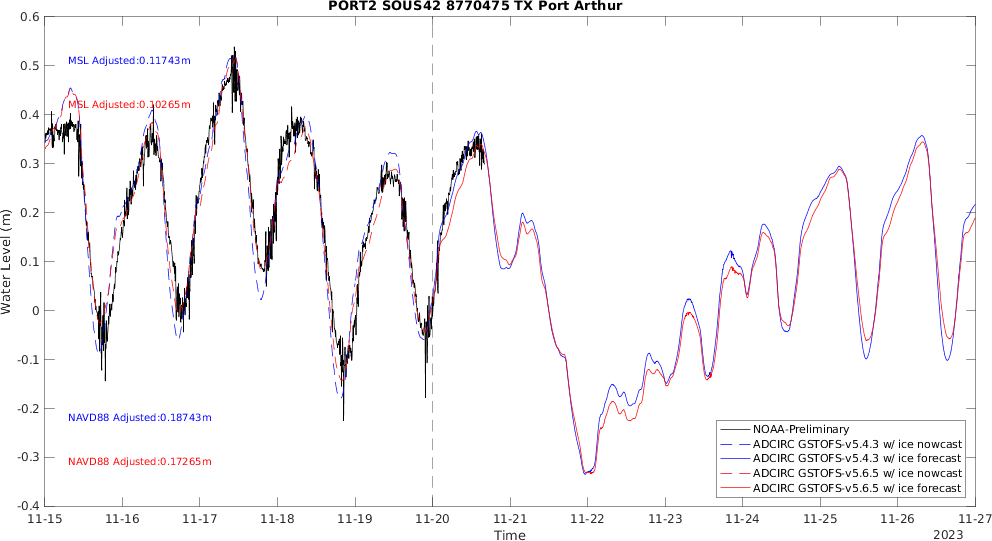 PORT2 SOUS42 8770475 TX Port Arthur
0.6
0.5
0.4
0.3
0.2
0.1
0
-0.1
-0.2
-0.3
-0.4
Water Level (m)
MSL Adjusted:0.11743m
MSL Adjusted:0.10265m
NAVD88 Adjusted:0.18743m
NAVD88 Adjusted:0.17265m
NOAA-Preliminary
ADCIRC GSTOFS-v5.4.3 w/ ice nowcast
ADCIRC GSTOFS-v5.4.3 w/ ice forecast
ADCIRC GSTOFS-v5.6.5 w/ ice nowcast
ADCIRC GSTOFS-v5.6.5 w/ ice forecast
11-15 11-16 11-17 11-18 11-19 11-20 11-21 11-22 11-23 11-24 11-25 11-26 11-27
Time
2023